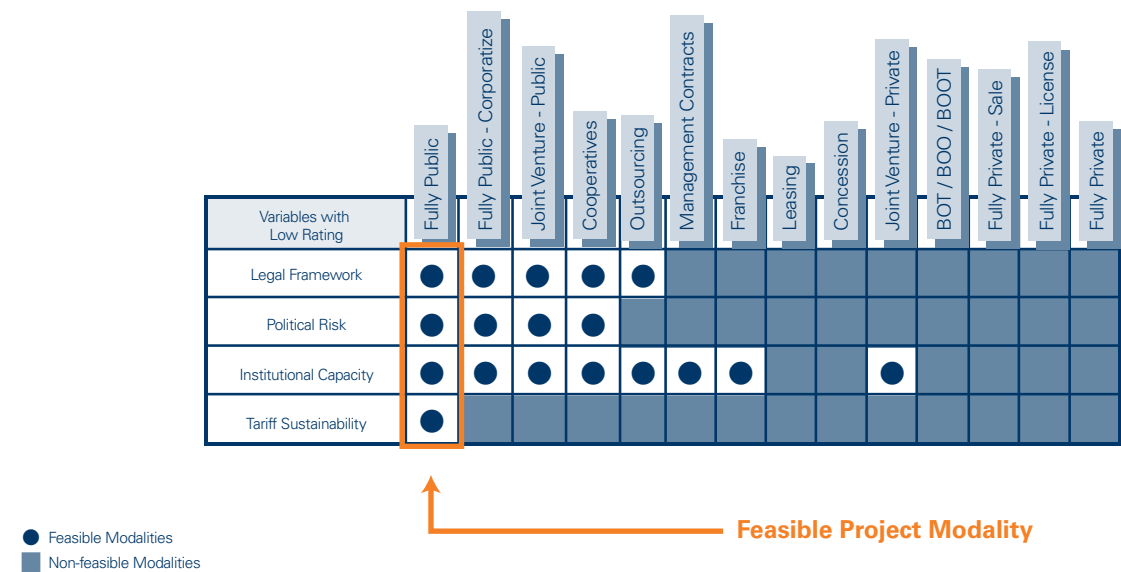 Fully Public
Fully Public - Corporatize
Joint Venture - Public
Cooperatives
Outsourcing
Management Contracts
Franchise
Leasing
Concession
Joint Venture - Private
BOT / BOO / BOOT
Fully Private - Sale
Fully Private - License
Fully Private
Variables with
Low Rating
Legal Framework
Political Risk
Institutional Capacity
Tariff Sustainability
Feasible Project Modality
Feasible Modalities
Non-feasible Modalities